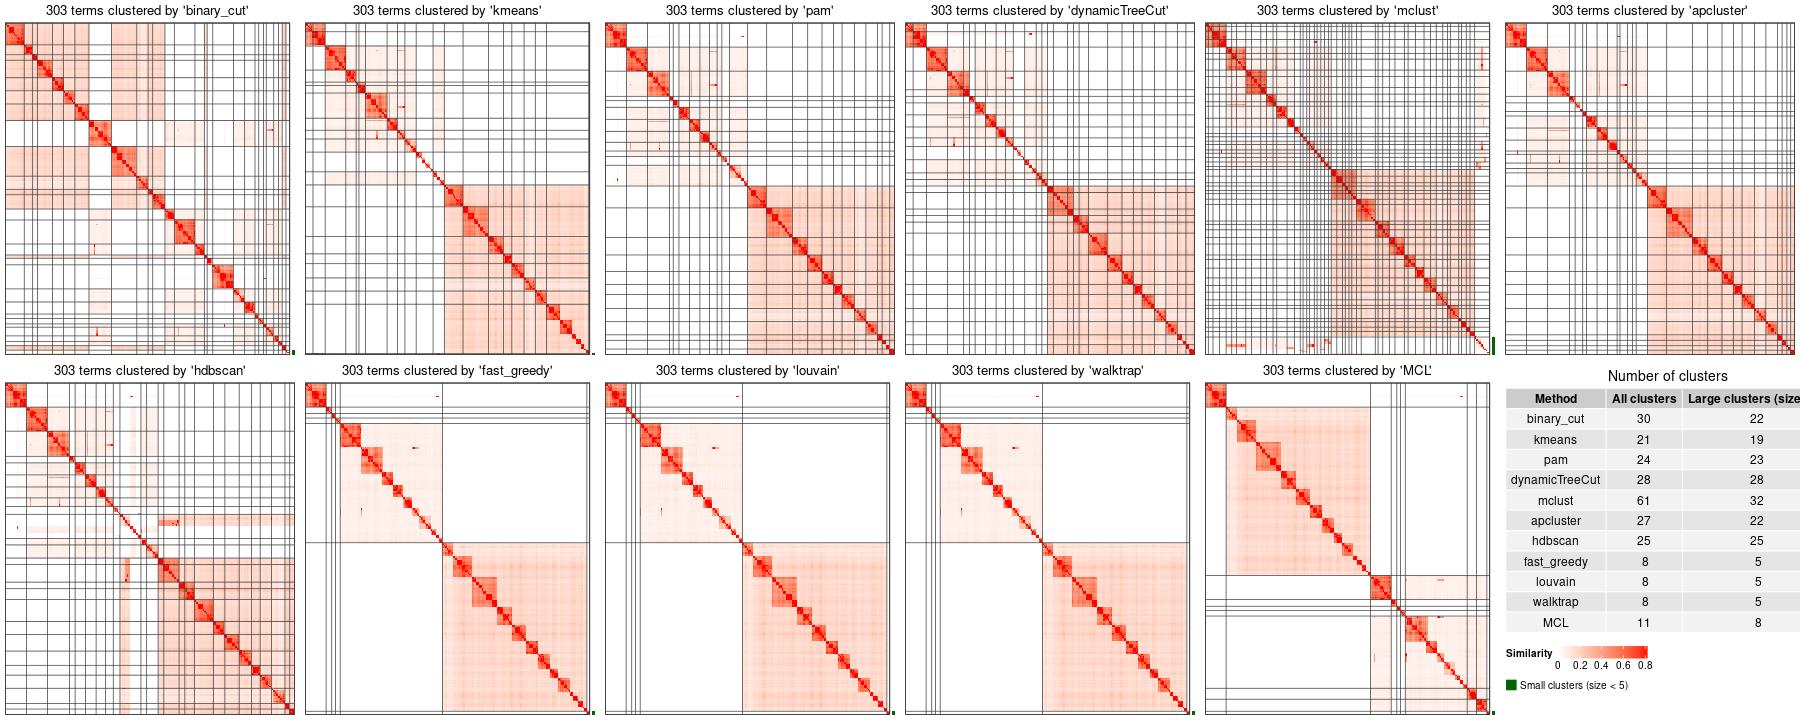 303 terms clustered by 'binary_cut'
303 terms clustered by 'kmeans'
303 terms clustered by 'pam'
303 terms clustered by 'dynamicTreeCut'
303 terms clustered by 'mclust'
303 terms clustered by 'apcluster'
303 terms clustered by 'hdbscan'
303 terms clustered by 'fast_greedy'
303 terms clustered by 'louvain'
303 terms clustered by 'walktrap'
303 terms clustered by 'MCL'
Number of clusters
Method All clusters Large clusters (size
binary_cut 30 22
kmeans 21 19
pam 24 23
dynamicTreeCut 28 28
mclust 61 32
apcluster 27 22
hdbscan 25 25
fast_greedy 8 5
louvain 8 5
walktrap 8 5
MCL 11 8
Similarity
0 0.2 0.4 0.6 0.8
Small clusters (size < 5)